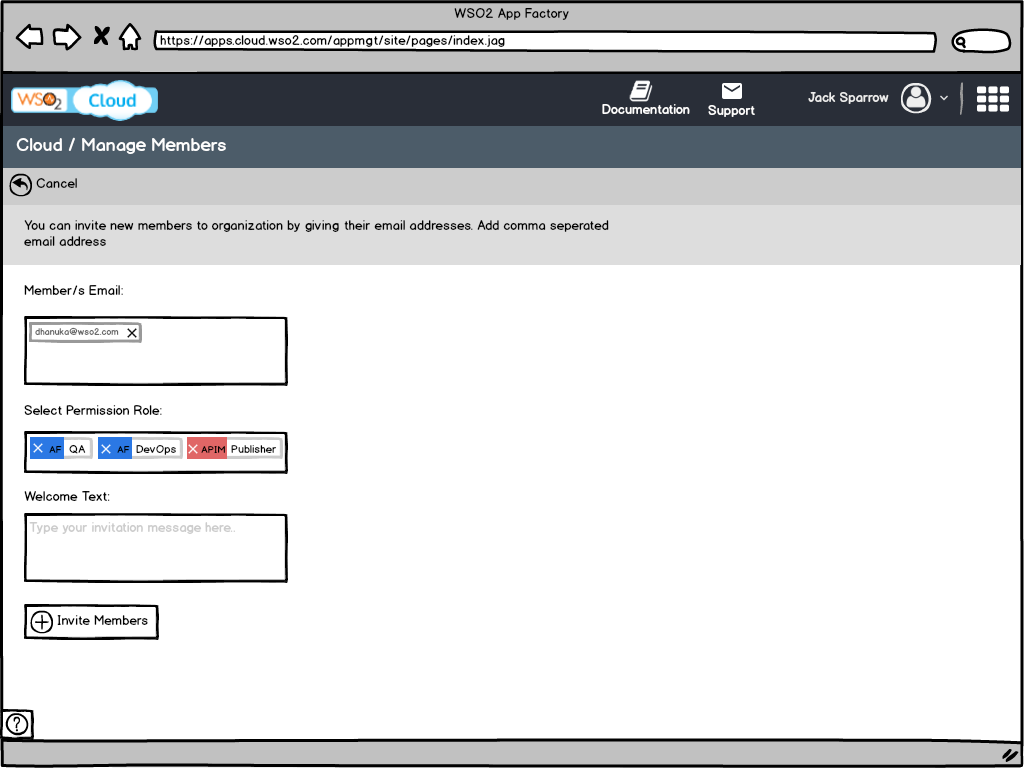 WSO2 App Factory
https://apps.cloud.wso2.com/appmgt/site/pages/index.jag
WSO2 Cloud
Documentation
Support
Jack Sparrow
Cloud / Manage Members
Cancel
You can invite new members to organization by giving their email addresses. Add comma seperated
email address
Member/s Email:
dhanuka@wso2.com
Select Permission Role:
AF QA AF DevOps APIM Publisher
Welcome Text:
Type your invitation message here..
Invite Members
?